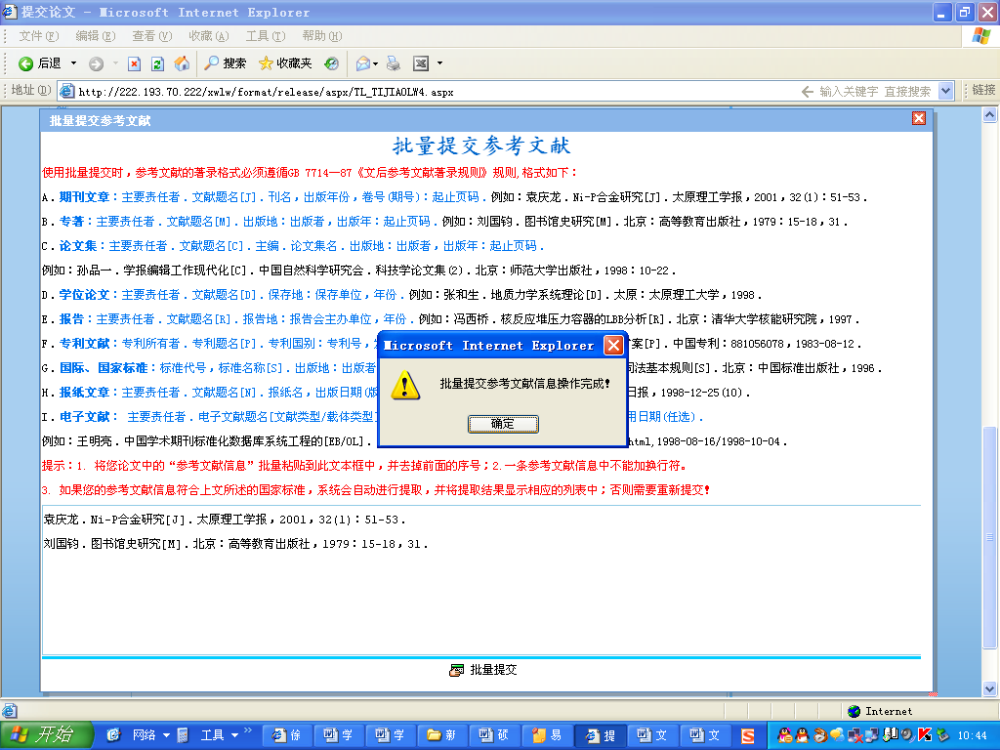 提交论文 - Microsoft Internet Explorer
文件(F) 编辑(E) 查看(V) 收藏(A) 工具(T) 帮助(H)
后退 搜索 收藏夹
地址(D) http://222.193.70.222/xwlw/format/release/aspx/TL_TIJIAOLW4.aspx 输入关键字 直接搜索 链接
批量提交参考文献
批量提交参考文献
使用批量提交时，参考文献的著录格式必须遵循GB 7714—87《文后参考文献著录规则》规则,格式如下：
A．期刊文章：主要责任者．文献题名[J]．刊名，出版年份，卷号(期号)：起止页码．例如：袁庆龙．Ni-P合金研究[J]．太原理工学报，2001，32(1)：51-53．
B．专著：主要责任者．文献题名[M]．出版地：出版者，出版年：起止页码．例如：刘国钧．图书馆史研究[M]．北京：高等教育出版社，1979：15-18，31．
C．论文集：主要责任者．文献题名[C]．主编．论文集名．出版地：出版者，出版年：起止页码．
例如：孙品一．学报编辑工作现代化[C]．中国自然科学研究会．科技学论文集(2)．北京：师范大学出版社，1998：10-22．
D．学位论文：主要责任者．文献题名[D]．保存地：保存单位，年份．例如：张和生．地质力学系统理论[D]．太原：太原理工大学，1998．
E．报告：主要责任者．文献题名[R]．报告地：报告会主办单位，年份．例如：冯西桥．核反应堆压力容器的LBB分析[R]．北京：清华大学核能研究院，1997．
F．专利文献：专利所有者．专利题名[P]．专利国别：专利号，案[P]．中国专利：881056078，1983-08-12．
G．国际、国家标准：标准代号，标准名称[S]．出版地：出版者 司法基本规则[S]．北京：中国标准出版社，1996．
H．报纸文章：主要责任者．文献题名[N]．报纸名，出版日期(版 日报，1998-12-25(10)．
I．电子文献： 主要责任者．电子文献题名[文献类型/载体类型] 用日期(任选)．
例如：王明亮．中国学术期刊标准化数据库系统工程的[EB/OL]． html,1998-08-16/1998-10-04．
提示：1. 将您论文中的“参考文献信息”批量粘贴到此文本框中，并去掉前面的序号；2.一条参考文献信息中不能加换行符。
3. 如果您的参考文献信息符合上文所述的国家标准，系统会自动进行提取，并将提取结果显示相应的列表中；否则需要重新提交！
袁庆龙．Ni-P合金研究[J]．太原理工学报，2001，32(1)：51-53．
刘国钧．图书馆史研究[M]．北京：高等教育出版社，1979：15-18，31．
批量提交
Microsoft Internet Explorer
批量提交参考文献信息操作完成！
确定
Internet
开始 网络 工具 徐 学 学 新 硕 易 提 文 文 10:44